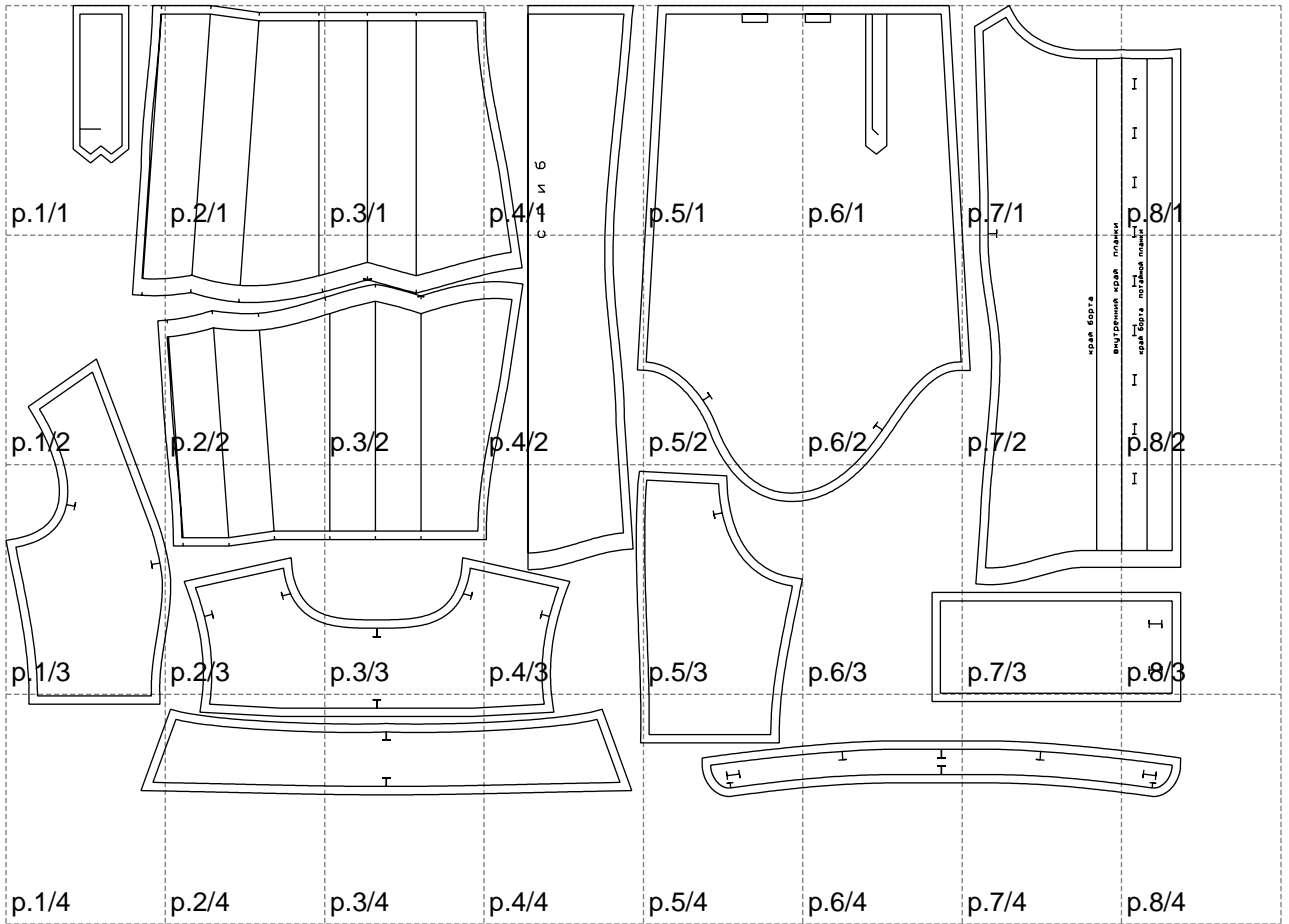 сгиб
p.1/1
p.2/1
p.3/1
p.4/1
p.5/1
p.6/1
p.7/1
p.8/1
край борта
внутренний край планки
край борта потайной планки
p.1/2
p.2/2
p.3/2
p.4/2
p.5/2
p.6/2
p.7/2
p.8/2
p.1/3
p.2/3
p.3/3
p.4/3
p.5/3
p.6/3
p.7/3
p.8/3
p.1/4
p.2/4
p.3/4
p.4/4
p.5/4
p.6/4
p.7/4
p.8/4